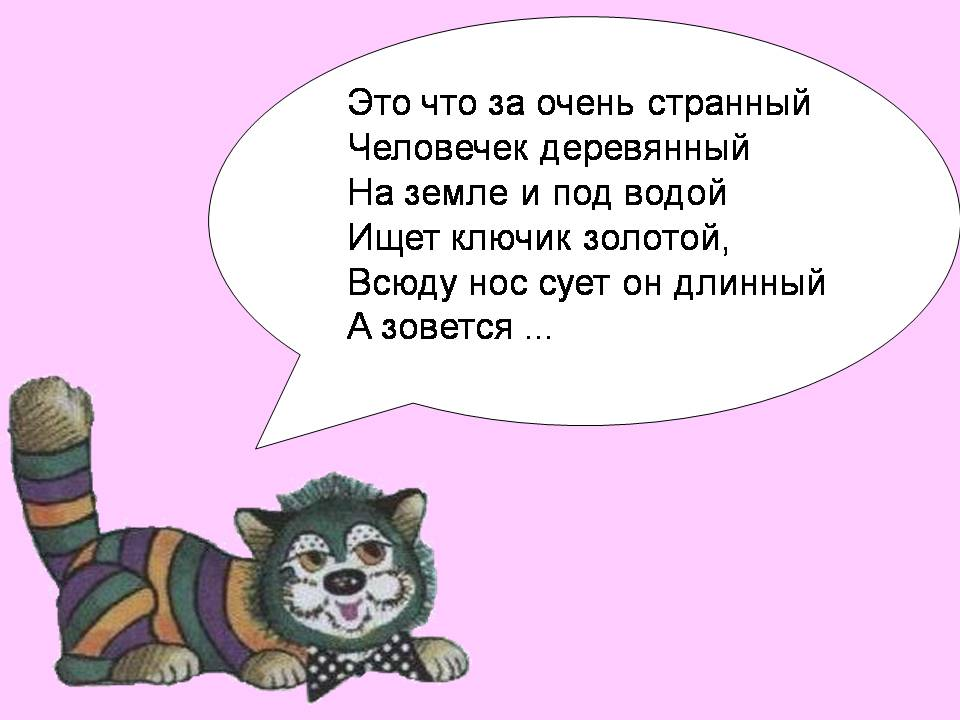 Это что за очень странный
Человечек деревянный
На земле и под водой
Ищет ключик золотой,
Всюду нос сует он длинный
А зовется ...